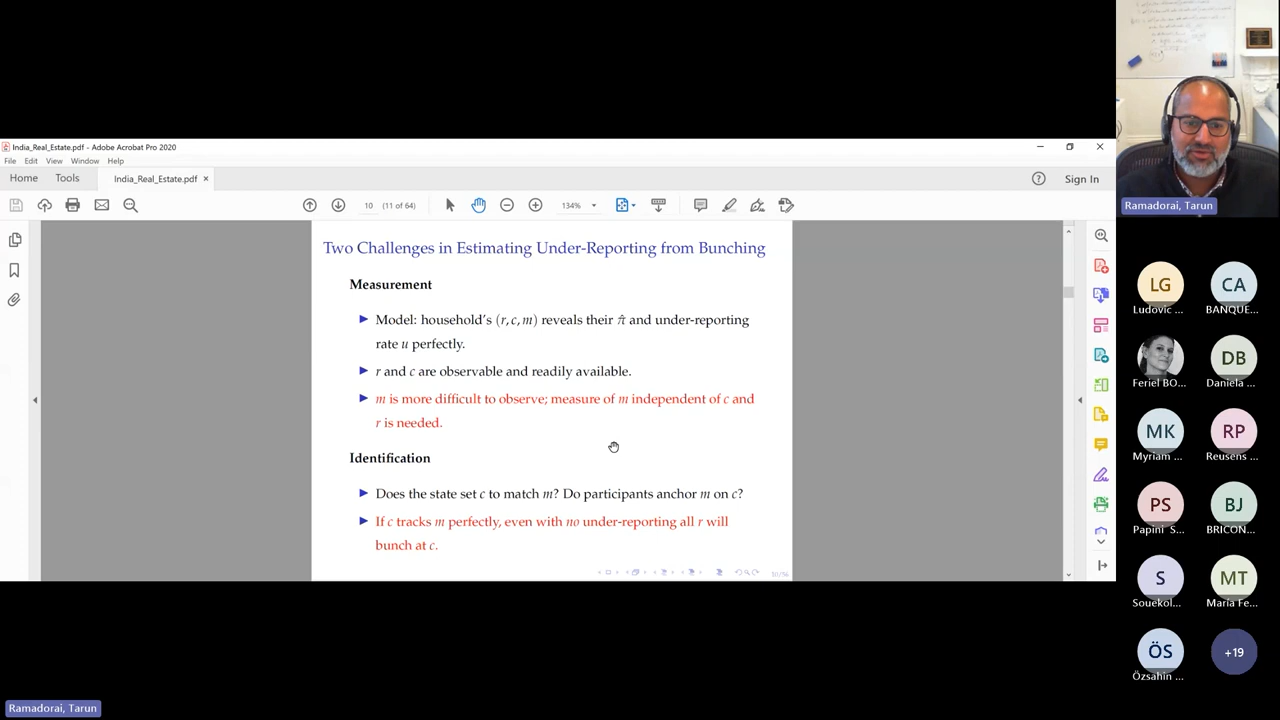 India_Real_Estate.pdf - Adobe Acrobat Pro 2020
File Edit View Window Help
Home Tools India_Real_Estate.pdf ×
Sign In
10 (11 of 64) 134%
Two Challenges in Estimating Under-Reporting from Bunching
Measurement
Model: household's (r, c, m) reveals their π̂ and under-reporting
rate u perfectly.
r and c are observable and readily available.
m is more difficult to observe; measure of m independent of c and
r is needed.
Identification
Does the state set c to match m? Do participants anchor m on c?
If c tracks m perfectly, even with no under-reporting all r will
bunch at c.
Ramadorai, Tarun
LG CA
Ludovic ... BANQUE...
DB
Feriel BO... Daniela ...
MK RP
Myriam ... Reusens ...
PS BJ
Papini S... BRICON...
S MT
Souekol... Maria Fe...
ÖS +19
Özsahin ...
Ramadorai, Tarun